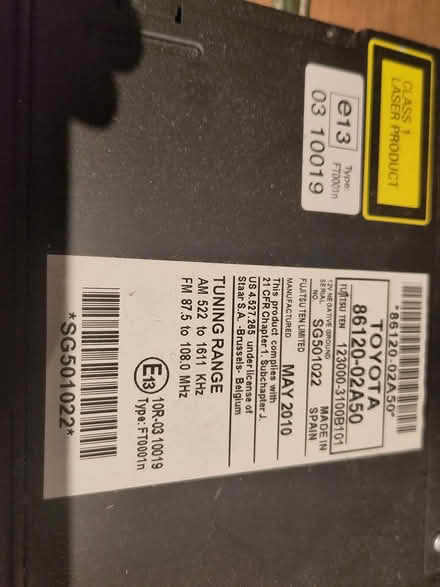 CLASS 1
LASER PRODUCT
e13
Type:
FT0001n
03 10019
*86120-02A50*
TOYOTA
86120-02A50
FUJITSU TEN 123000-3100B101
12V NEGATIVE GROUND MADE IN
SERIAL NO. SG501022 SPAIN
FUJITSU TEN LIMITED
MANUFACTURED MAY 2010
This product complies with
21 CFR Chapter 1, Subchapter J.
US 4.527.265 under license of
Staar S.A. -Brussels- Belgium
TUNING RANGE
AM 522 to 1611 KHz
FM 87.5 to 108.0 MHz
E13
10R-03 10019
Type:FT0001n
*SG501022*